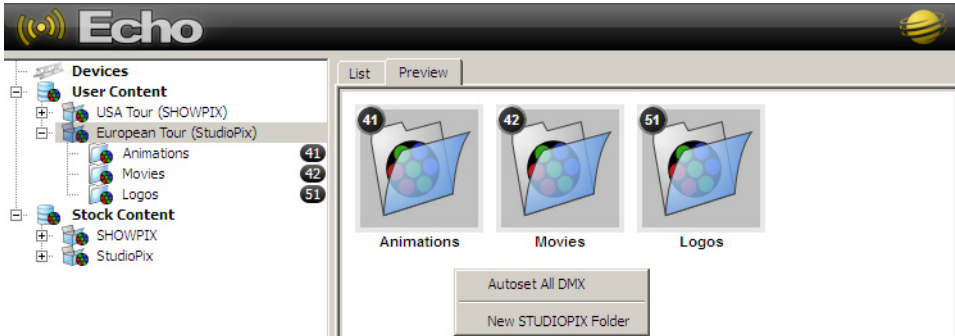 Echo
Devices
User Content
USA Tour (SHOWPIX)
European Tour (StudioPix)
Animations 41
Movies 42
Logos 51
Stock Content
SHOWPIX
StudioPix
List Preview
41 42 51
Animations Movies Logos
Autoset All DMX
New STUDIOPIX Folder